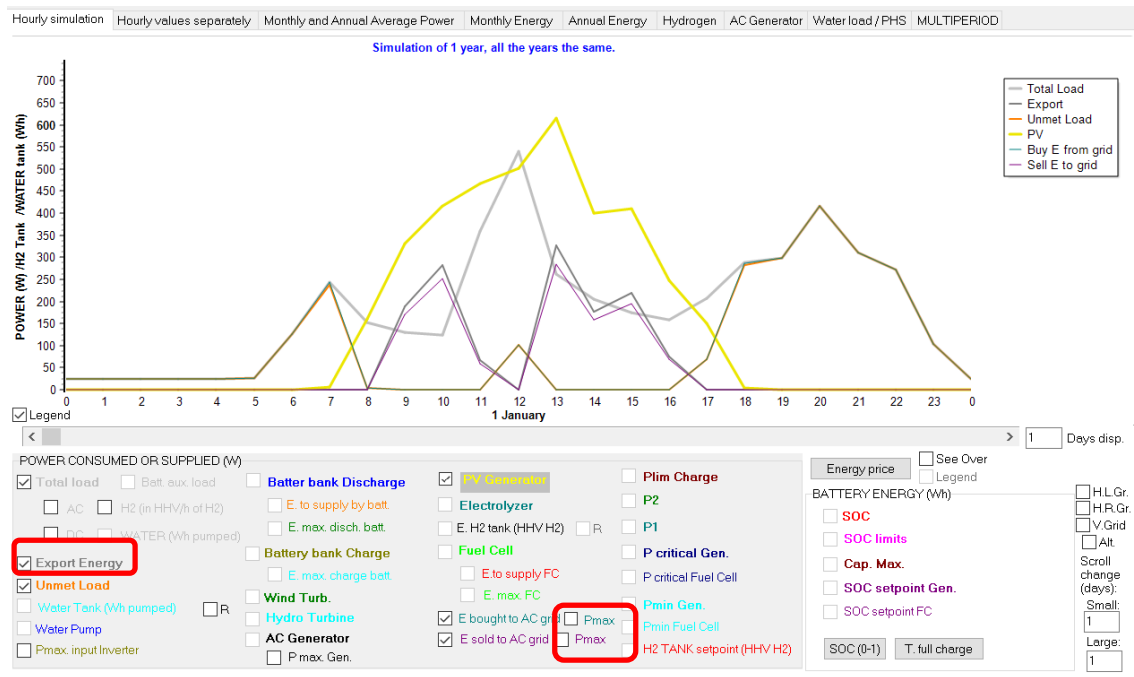 Hourly simulation Hourly values separately Monthly and Annual Average Power Monthly Energy Annual Energy Hydrogen AC Generator Water load / PHS MULTIPERIOD
Simulation of 1 year, all the years the same.
POWER (W) /H2 Tank /WATER tank (Wh)
700
650
600
550
500
450
400
350
300
250
200
150
100
50
0
Total Load
Export
Unmet Load
PV
Buy E from grid
Sell E to grid
0 1 2 3 4 5 6 7 8 9 10 11 12 13 14 15 16 17 18 19 20 21 22 23 0
Legend
1 January
1 Days disp.
POWER CONSUMED OR SUPPLIED (W)
Total load Batt. aux. load
AC H2 (in HHV/h of H2)
DC WATER (Wh pumped)
Export Energy
Unmet Load
Water Tank (Wh pumped) R
Water Pump
Pmax. input Inverter
Batter bank Discharge
E. to supply by batt.
E. max. disch. batt.
Battery bank Charge
E. max. charge batt.
Wind Turb.
Hydro Turbine
AC Generator
P max. Gen.
PV Generator
Electrolyzer
E. H2 tank (HHV H2) R
Fuel Cell
E.to supply FC
E. max. FC
E bought to AC grid Pmax
E sold to AC grid Pmax
Plim Charge
P2
P1
P critical Gen.
P critical Fuel Cell
Pmin Gen.
Pmin Fuel Cell
H2 TANK setpoint (HHV H2)
Energy price
See Over
Legend
BATTERY ENERGY (Wh)
SOC
SOC limits
Cap. Max.
SOC setpoint Gen.
SOC setpoint FC
SOC (0-1) T. full charge
H.L.Gr.
H.R.Gr.
V.Grid
Alt.
Scroll
change
(days):
Small:
1
Large:
1